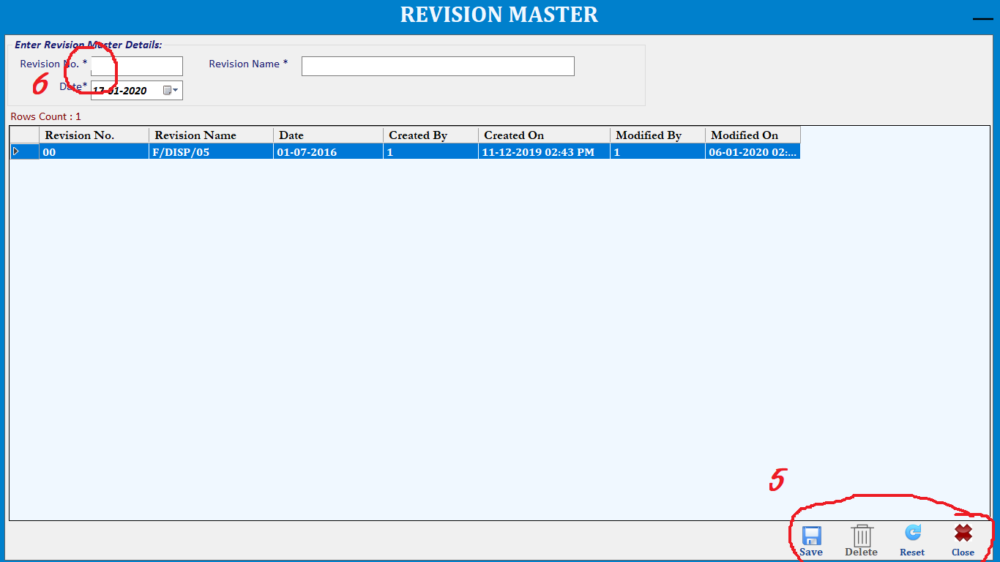 REVISION MASTER
Enter Revision Master Details:
Revision No. *
Revision Name *
6
Date*
17-01-2020
Rows Count : 1
Revision No. Revision Name Date Created By Created On Modified By Modified On
00 F/DISP/05 01-07-2016 1 11-12-2019 02:43 PM 1 06-01-2020 02:...
5
Save Delete Reset Close